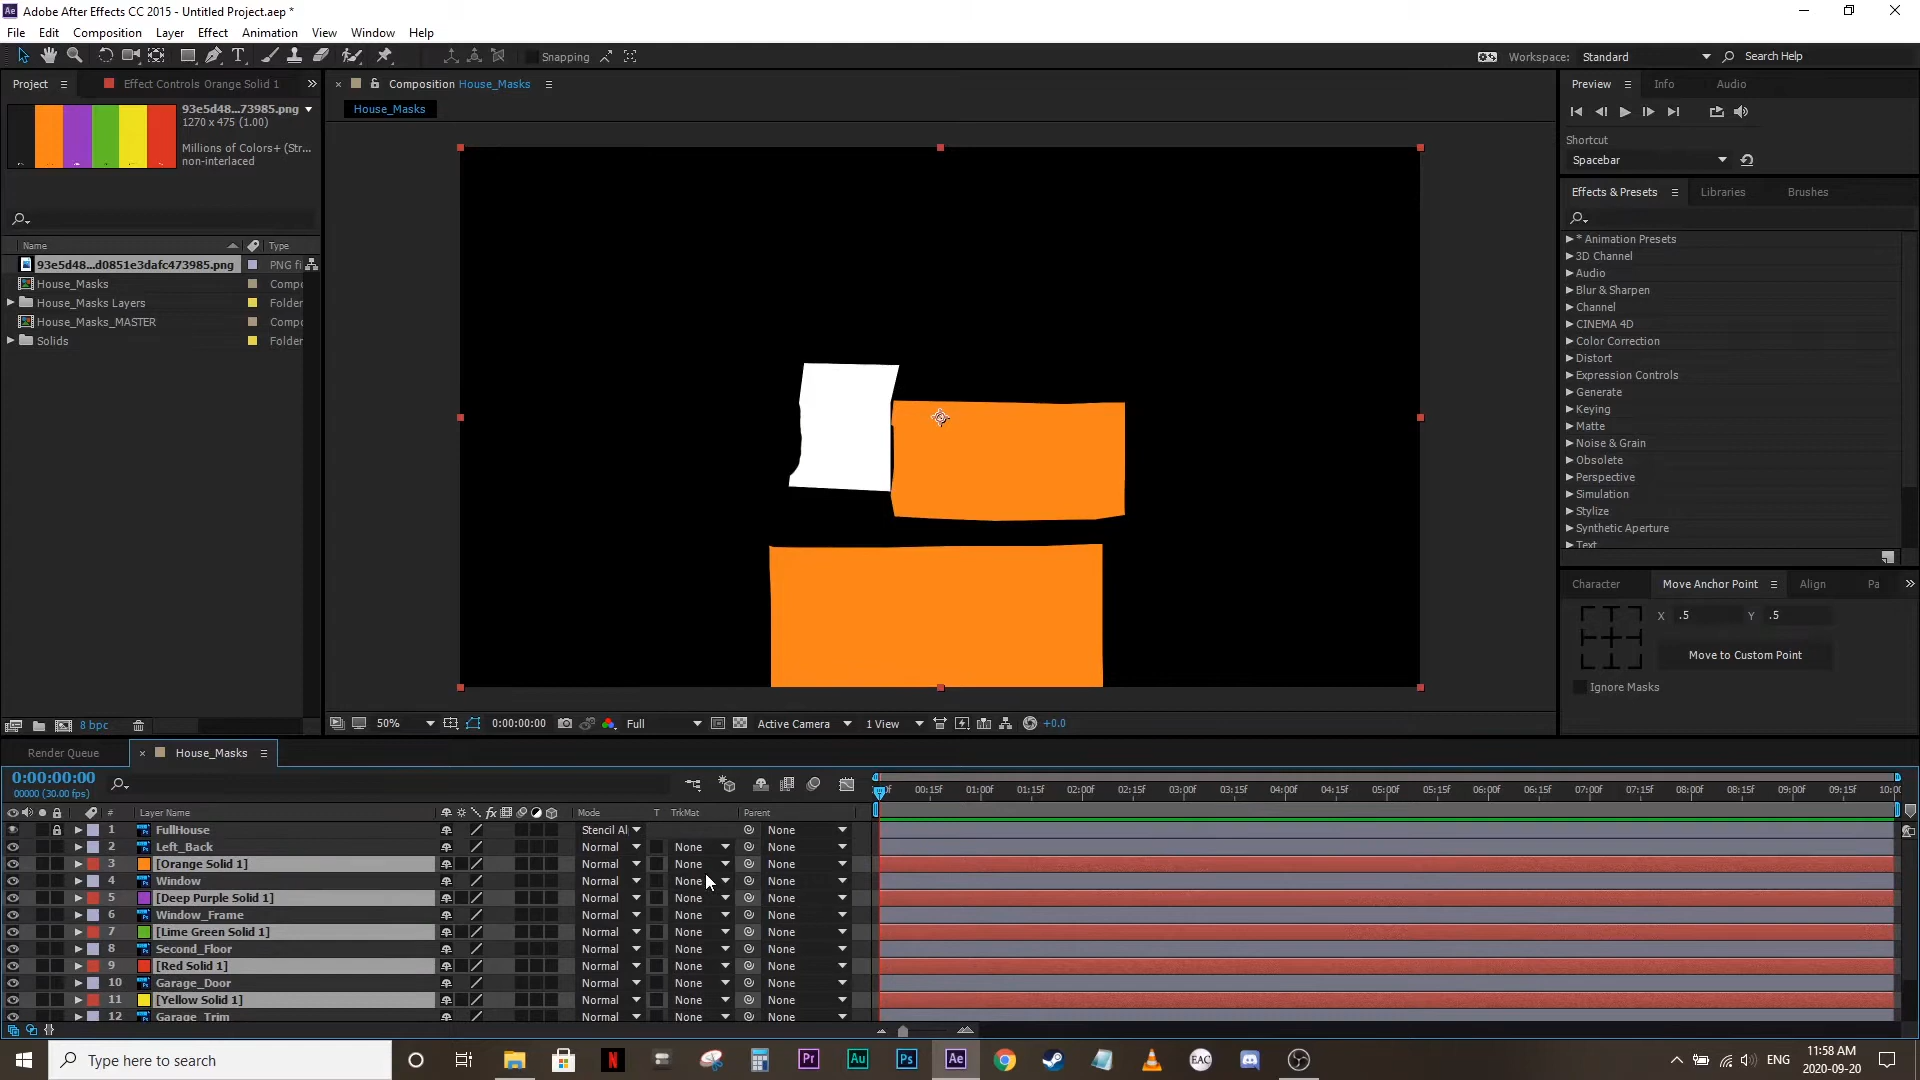 Adobe After Effects CC 2015 - Untitled Project.aep *
File Edit Composition Layer Effect Animation View Window Help
Snapping
Workspace: Standard Search Help
Project Effect Controls Orange Solid 1
Composition House_Masks
House_Masks
93e5d48...73985.png
1270 x 475 (1.00)
Millions of Colors+ (Str...
non-interlaced
Name Type
93e5d48...d0851e3dafc473985.png PNG fi
House_Masks Compo
House_Masks Layers Folder
House_Masks_MASTER Compo
Solids Folder
8 bpc
50% 0:00:00:00 Full Active Camera 1 View +0.0
Preview Info Audio
Shortcut
Spacebar
Effects & Presets Libraries Brushes
* Animation Presets
3D Channel
Audio
Blur & Sharpen
Channel
CINEMA 4D
Color Correction
Distort
Expression Controls
Generate
Keying
Matte
Noise & Grain
Obsolete
Perspective
Simulation
Stylize
Synthetic Aperture
Text
Character Move Anchor Point Align Pa
X .5 Y .5
Move to Custom Point
Ignore Masks
Render Queue House_Masks
0:00:00:00
00000 (30.00 fps)
00:15f 01:00f 01:15f 02:00f 02:15f 03:00f 03:15f 04:00f 04:15f 05:00f 05:15f 06:00f 06:15f 07:00f 07:15f 08:00f 08:15f 09:00f 09:15f 10:00
# Layer Name Mode T TrkMat Parent
1 FullHouse Stencil Al None
2 Left_Back Normal None None
3 [Orange Solid 1] Normal None None
4 Window Normal None None
5 [Deep Purple Solid 1] Normal None None
6 Window_Frame Normal None None
7 [Lime Green Solid 1] Normal None None
8 Second_Floor Normal None None
9 [Red Solid 1] Normal None None
10 Garage_Door Normal None None
11 [Yellow Solid 1] Normal None None
12 Garage_Trim Normal None None
Type here to search
Pr Au Ps Ae EAC
ENG
11:58 AM
2020-09-20